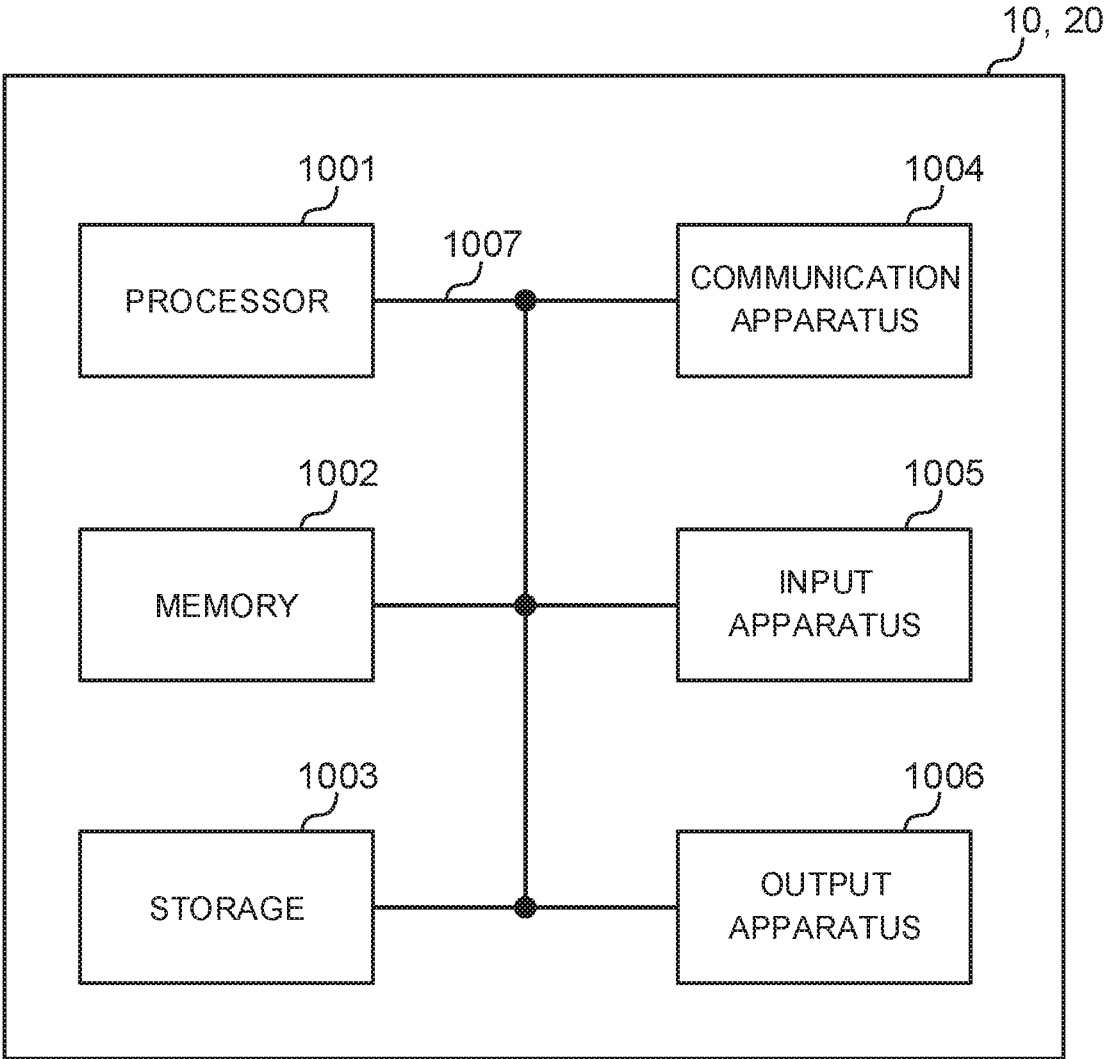 10, 20
1001
PROCESSOR
1007
1004
COMMUNICATION
APPARATUS
1002
MEMORY
1005
INPUT
APPARATUS
1003
STORAGE
1006
OUTPUT
APPARATUS